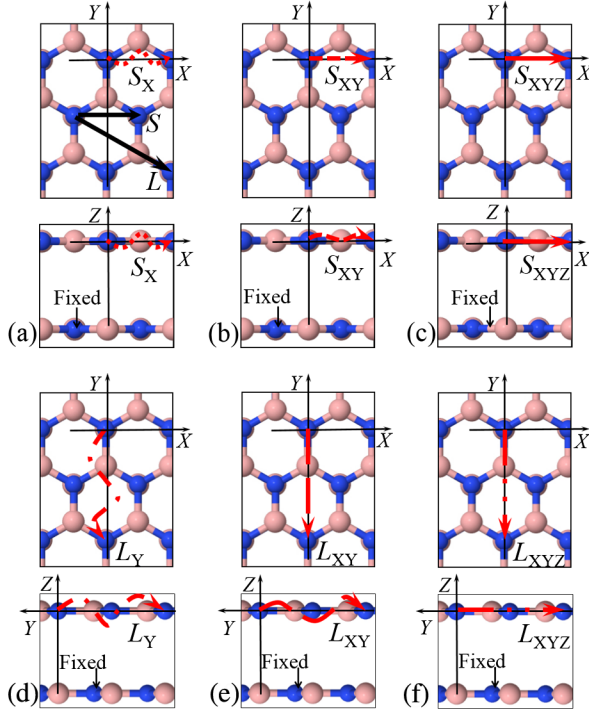 Y Y Y
X X X
S_X S_XY S_XYZ
S
L
Z Z Z
X X X
S_X S_XY S_XYZ
Fixed Fixed Fixed
(a) (b) (c)
Y Y Y
X X X
L_Y L_XY L_XYZ
Z Z Z
Y Y Y
L_Y L_XY L_XYZ
Fixed Fixed Fixed
(d) (e) (f)